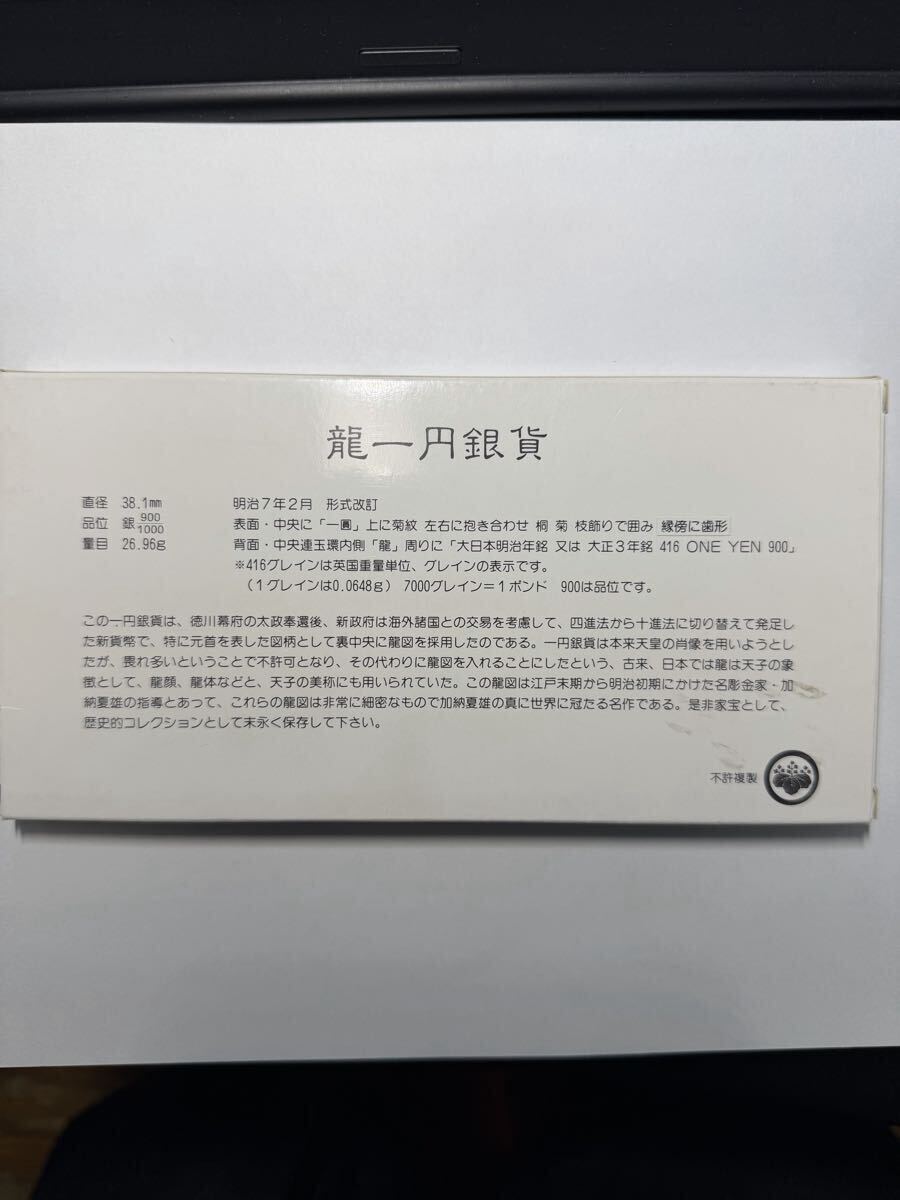 龍一円銀貨
直径 38.1mm 明治7年2月 形式改訂
品位 銀900/1000 表面・中央に「一圓」上に菊紋 左右に抱き合わせ 桐 菊 枝飾りで囲み 縁傍に歯形
量目 26.96g 背面・中央連玉環内側「龍」周りに「大日本明治年銘 又は 大正3年銘 416 ONE YEN 900」
※416グレインは英国重量単位、グレインの表示です。
（1グレインは0.0648g） 7000グレイン＝1ポンド 900は品位です。
この一円銀貨は、徳川幕府の太政奉還後、新政府は海外諸国との交易を考慮して、四進法から十進法に切り替えて発足し
た新貨幣で、特に元首を表した図柄として裏中央に龍図を採用したのである。一円銀貨は本来天皇の肖像を用いようとし
たが、畏れ多いということで不許可となり、その代わりに龍図を入れることにしたという、古来、日本では龍は天子の象
徴として、龍顔、龍体などと、天子の美称にも用いられていた。この龍図は江戸末期から明治初期にかけた名彫金家・加
納夏雄の指導とあって、これらの龍図は非常に細密なもので加納夏雄の真に世界に冠たる名作である。是非家宝として、
歴史的コレクションとして末永く保存して下さい。
不許複製